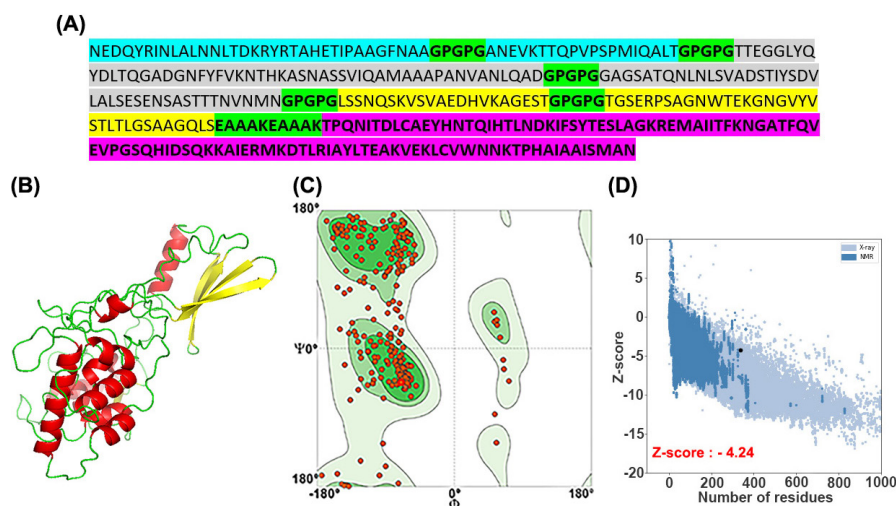 (A)
NEDQYRINLALNNLTDKRYRTAHETIPAAGFNAAGPGPGANEVKTTQPVPSPMIQALTGPGPGTTEGGLYQ
YDLTQGADGNFYFVKNTHKASNASSVIQAMAAAPANVANLQADGPGPGGAGSATQNLNLSVADSTIYSDV
LALSESENSASTTTNVNMNGPGPGLSSNQSKVSVAEDHVKAGESTGPGPGTGSERPSAGNWTEKGNGVYV
STLTLGSAAGQLSEAAAKEAAAKTPQNITDLCAEYHNTQIHTLNDKIFSYTESLAGKREMAIITFKNGATFQV
EVPGSQHIDSQKKAIERMKDTLRIAYLTEAKVEKLCVWNNKTPHAIAAISMAN
(B)
(C)
(D)
180°
Ψ0°
180°
-180°
0°
180°
Φ
X-ray
NMR
10
5
0
-5
-10
-15
-20
Z-score
Z-score : - 4.24
0 200 400 600 800 1000
Number of residues